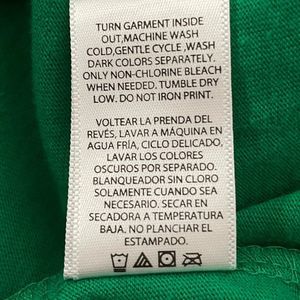 TURN GARMENT INSIDE
OUT,MACHINE WASH
COLD,GENTLE CYCLE ,WASH
DARK COLORS SEPARATELY.
ONLY NON-CHLORINE BLEACH
WHEN NEEDED. TUMBLE DRY
LOW. DO NOT IRON PRINT.
VOLTEAR LA PRENDA DEL
REVÉS, LAVAR A MÁQUINA EN
AGUA FRÍA, CICLO DELICADO,
LAVAR LOS COLORES
OSCUROS POR SEPARADO.
BLANQUEADOR SIN CLORO
SOLAMENTE CUANDO SEA
NECESARIO. SECAR EN
SECADORA A TEMPERATURA
BAJA. NO PLANCHAR EL
ESTAMPADO.